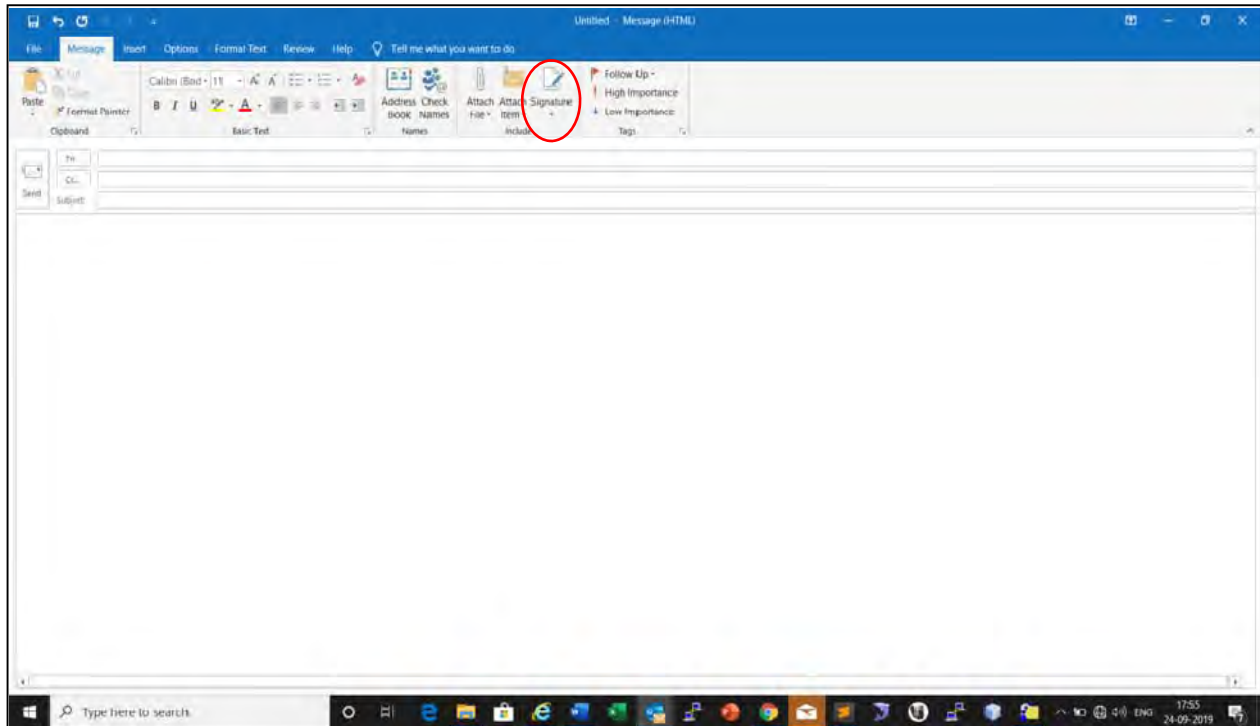 Untitled - Message (HTML)
File Message Insert Options Format Text Review Help Tell me what you want to do
Cut
Copy
Paste
Format Painter
Clipboard
Calibri (Bod 11
B I U
Basic Text
Address Book
Check Names
Names
Attach File
Attach Item
Signature
Include
Follow Up
High Importance
Low Importance
Tags
To
Cc...
Send
Subject
Type here to search
ENG
17:55
24-09-2019